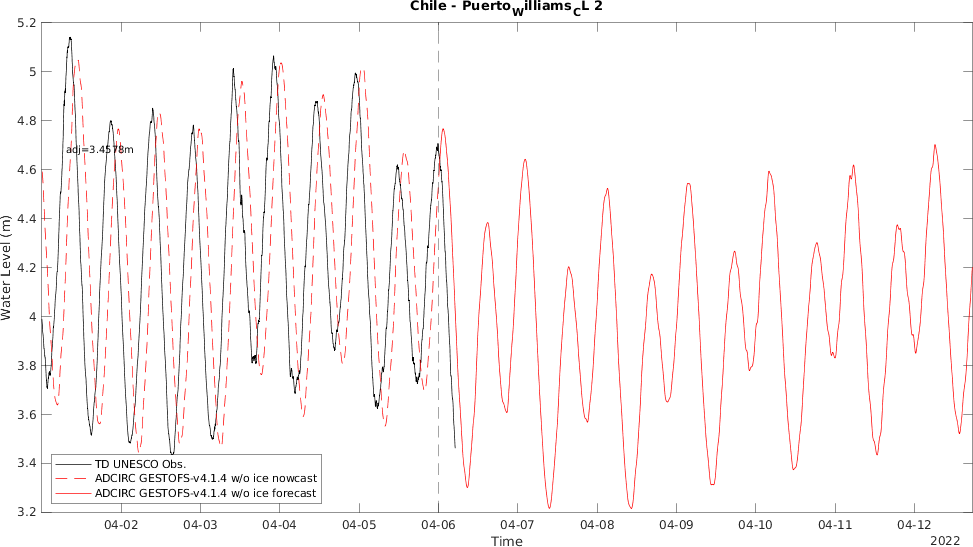 Chile - PuertoWilliamsCL 2
5.2
5
4.8
4.6
4.4
4.2
4
3.8
3.6
3.4
3.2
Water Level (m)
adj=3.4578m
TD UNESCO Obs.
ADCIRC GESTOFS-v4.1.4 w/o ice nowcast
ADCIRC GESTOFS-v4.1.4 w/o ice forecast
04-02 04-03 04-04 04-05 04-06 04-07 04-08 04-09 04-10 04-11 04-12
Time
2022